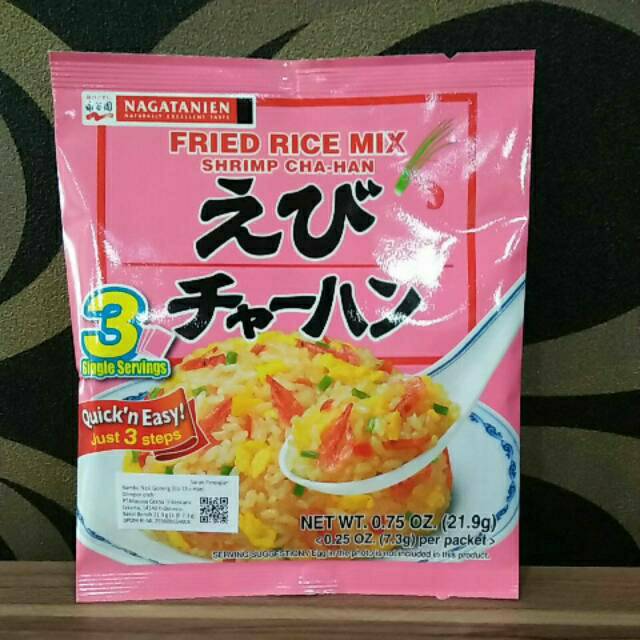 永谷園
NAGATANIEN
NATURALLY EXCELLENT TASTE
FRIED RICE MIX
SHRIMP CHA-HAN
えび
チャーハン
3
Single Servings
Quick'n Easy!
Just 3 steps
NET WT. 0.75 OZ. (21.9g)
<0.25 OZ. (7.3g) per packet>
SERVING SUGGESTION: Egg in the photo is not included in this product.